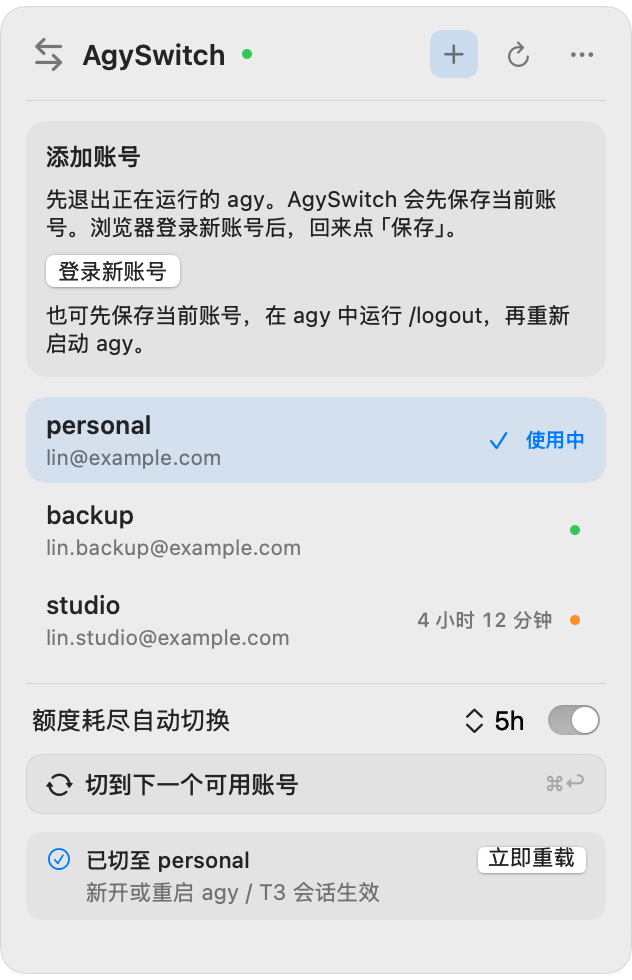 AgySwitch
添加账号
先退出正在运行的 agy。AgySwitch 会先保存当前账
号。浏览器登录新账号后，回来点「保存」。
登录新账号
也可先保存当前账号，在 agy 中运行 /logout，再重新
启动 agy。
personal
lin@example.com
使用中
backup
lin.backup@example.com
studio
lin.studio@example.com
4 小时 12 分钟
额度耗尽自动切换
5h
切到下一个可用账号
⌘↩
已切至 personal
立即重载
新开或重启 agy / T3 会话生效